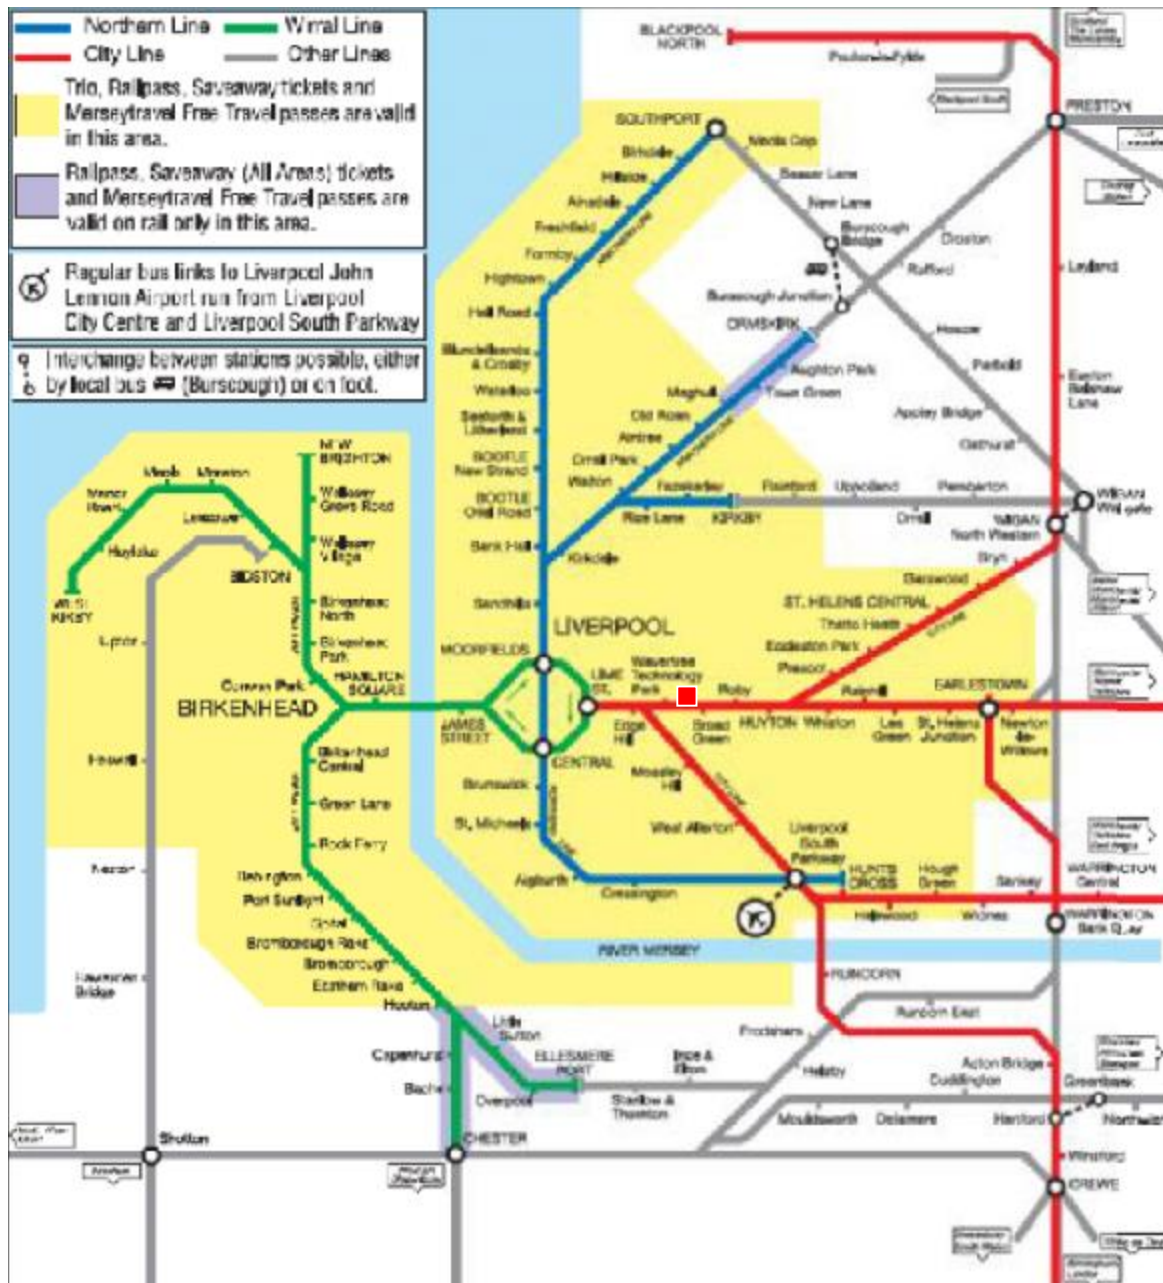 Northern Line
Wirral Line
City Line
Other Lines
Trio, Railpass, Saveaway tickets and
Merseytravel Free Travel passes are valid
in this area.
Railpass, Saveaway (All Areas) tickets
and Merseytravel Free Travel passes are
valid on rail only in this area.
Regular bus links to Liverpool John
Lennon Airport run from Liverpool
City Centre and Liverpool South Parkway
Interchange between stations possible, either
by local bus (Burscough) or on foot.
BLACKPOOL
NORTH
PRESTON
SOUTHPORT
Meols Cop
Birkdale
Hillside
Ainsdale
Freshfield
Formby
Hightown
Hall Road
Blundellsands
& Crosby
Waterloo
Seaforth &
Litherland
BOOTLE
New Strand
BOOTLE
Oriel Road
Bank Hall
Sandhills
Bescar Lane
New Lane
Burscough
Bridge
Burscough Junction
Croston
Rufford
Leyland
ORMSKIRK
Aughton Park
Town Green
Maghull
Old Roan
Aintree
Orrell Park
Walton
Kirkdale
Hoscar
Parbold
Appley Bridge
Gathurst
Euxton
Balshaw
Lane
Fazakerley
Rice Lane
KIRKBY
Rainford
Upholland
Orrell
Pemberton
WIGAN
Wallgate
WIGAN
North Western
Bryn
Garswood
ST. HELENS CENTRAL
Thatto Heath
Eccleston Park
Prescot
NEW
BRIGHTON
Wallasey
Grove Road
Wallasey
Village
Birkenhead
North
Birkenhead
Park
Meols
Moreton
Manor
Road
Leasowe
Hoylake
WEST
KIRBY
BIDSTON
Upton
Heswall
Neston
Hawarden
Bridge
Shotton
Conway Park
HAMILTON
SQUARE
BIRKENHEAD
JAMES
STREET
MOORFIELDS
LIVERPOOL
LIME
ST.
CENTRAL
Wavertree
Technology
Park
Edge
Hill
Broad
Green
Roby
HUYTON
Whiston
Rainhill
Lea
Green
St. Helens
Junction
EARLESTOWN
Newton
-le-
Willows
Mossley
Hill
West Allerton
Liverpool
South
Parkway
Brunswick
St. Michaels
Aigburth
Cressington
HUNTS
CROSS
Halewood
Hough
Green
Widnes
Sankey
WARRINGTON
Central
WARRINGTON
Bank Quay
Birkenhead
Central
Green Lane
Rock Ferry
Bebington
Port Sunlight
Spital
Bromborough Rake
Bromborough
Eastham Rake
Hooton
Little
Sutton
Overpool
ELLESMERE
PORT
Capenhurst
Bache
CHESTER
Ince &
Elton
Stanlow &
Thornton
RIVER MERSEY
RUNCORN
Runcorn East
Frodsham
Helsby
Acton Bridge
Cuddington
Greenbank
Mouldsworth
Delamere
Hartford
Winsford
CREWE